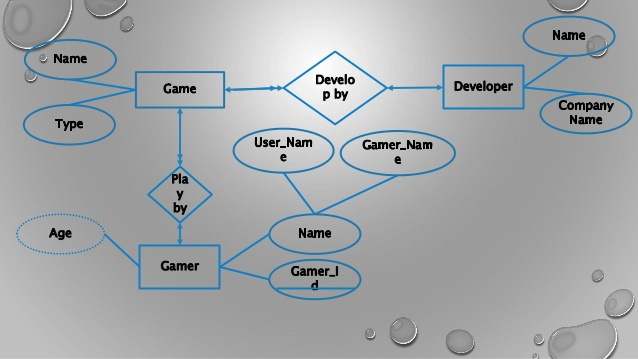 Name
Name
Game
Develo
p by
Developer
Type
Company
Name
User_Nam
e
Gamer_Nam
e
Pla
y
by
Age
Name
Gamer
Gamer_I
d